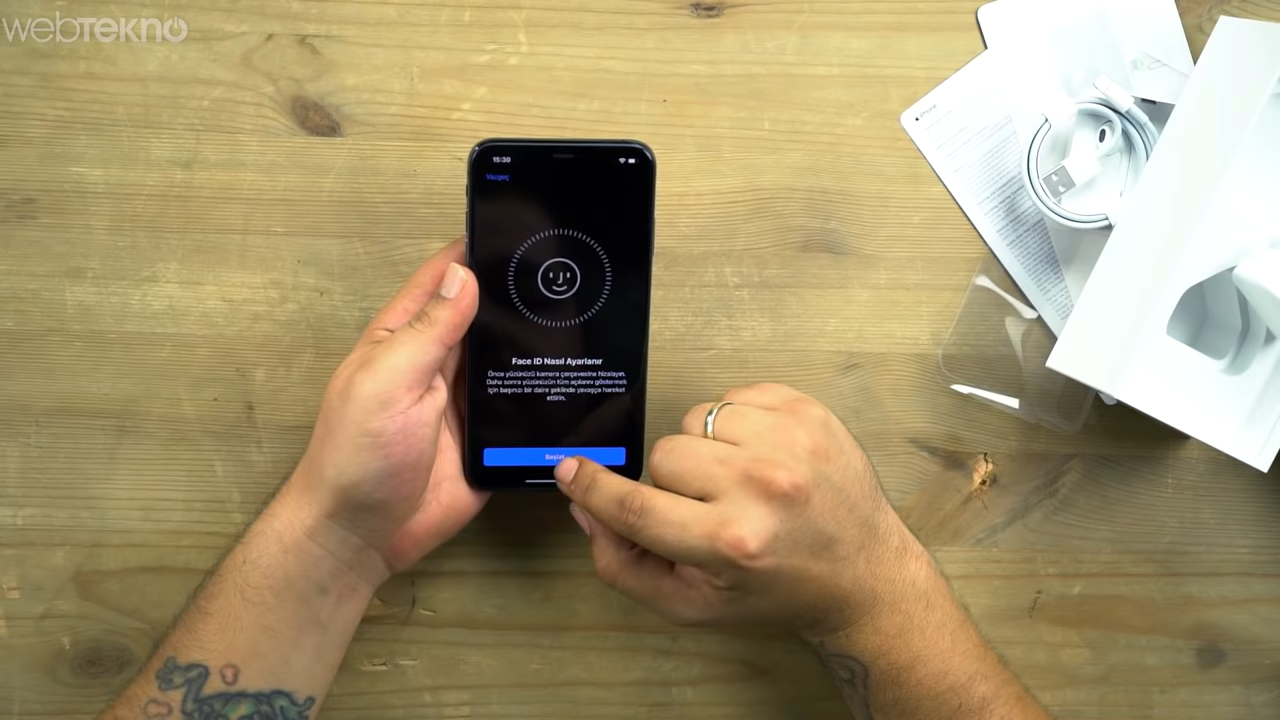 webTEKNO
15:30
Vazgeç
iPhone
Face ID Nasıl Ayarlanır
Önce yüzünüzü kamera çerçevesine hizalayın.
Daha sonra yüzünüzün tüm açılarını göstermek
için başınızı bir daire şeklinde yavaşça hareket
ettirin.
Başlat